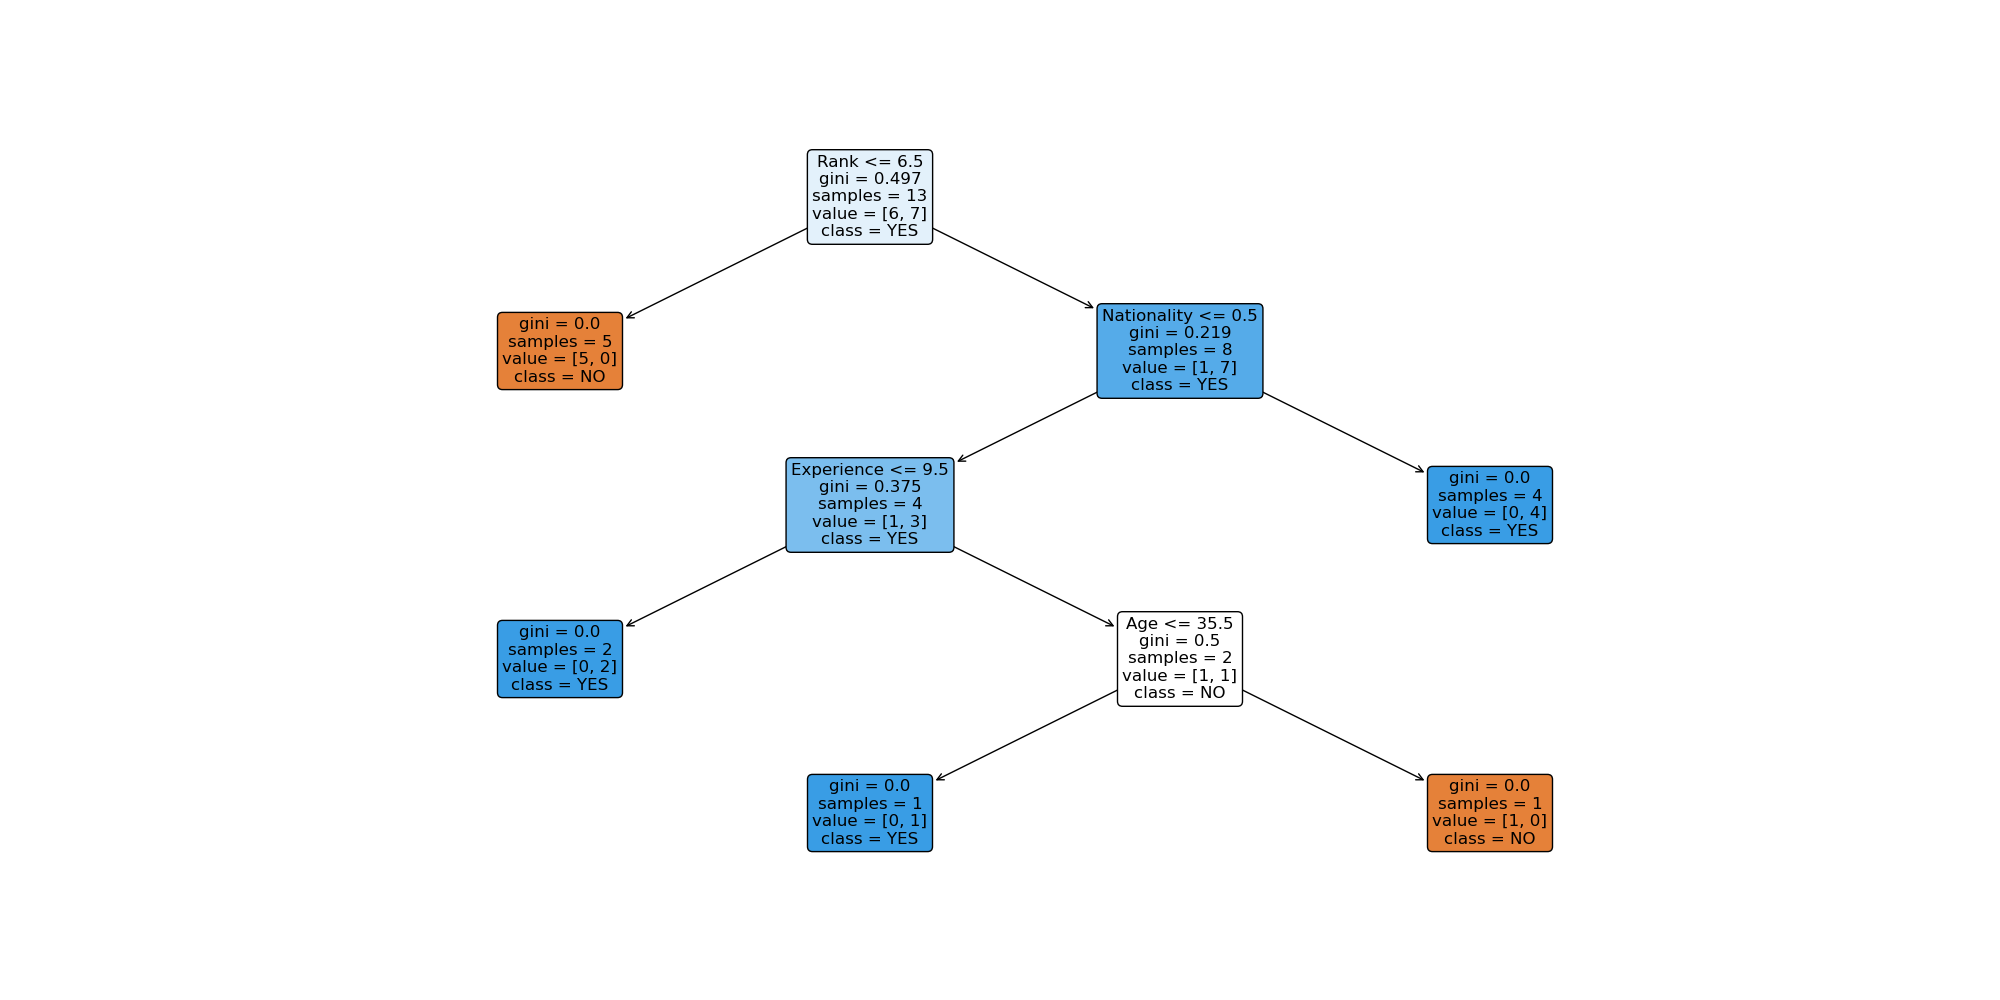 Rank <= 6.5
gini = 0.497
samples = 13
value = [6, 7]
class = YES
gini = 0.0
samples = 5
value = [5, 0]
class = NO
Nationality <= 0.5
gini = 0.219
samples = 8
value = [1, 7]
class = YES
Experience <= 9.5
gini = 0.375
samples = 4
value = [1, 3]
class = YES
gini = 0.0
samples = 4
value = [0, 4]
class = YES
gini = 0.0
samples = 2
value = [0, 2]
class = YES
Age <= 35.5
gini = 0.5
samples = 2
value = [1, 1]
class = NO
gini = 0.0
samples = 1
value = [0, 1]
class = YES
gini = 0.0
samples = 1
value = [1, 0]
class = NO